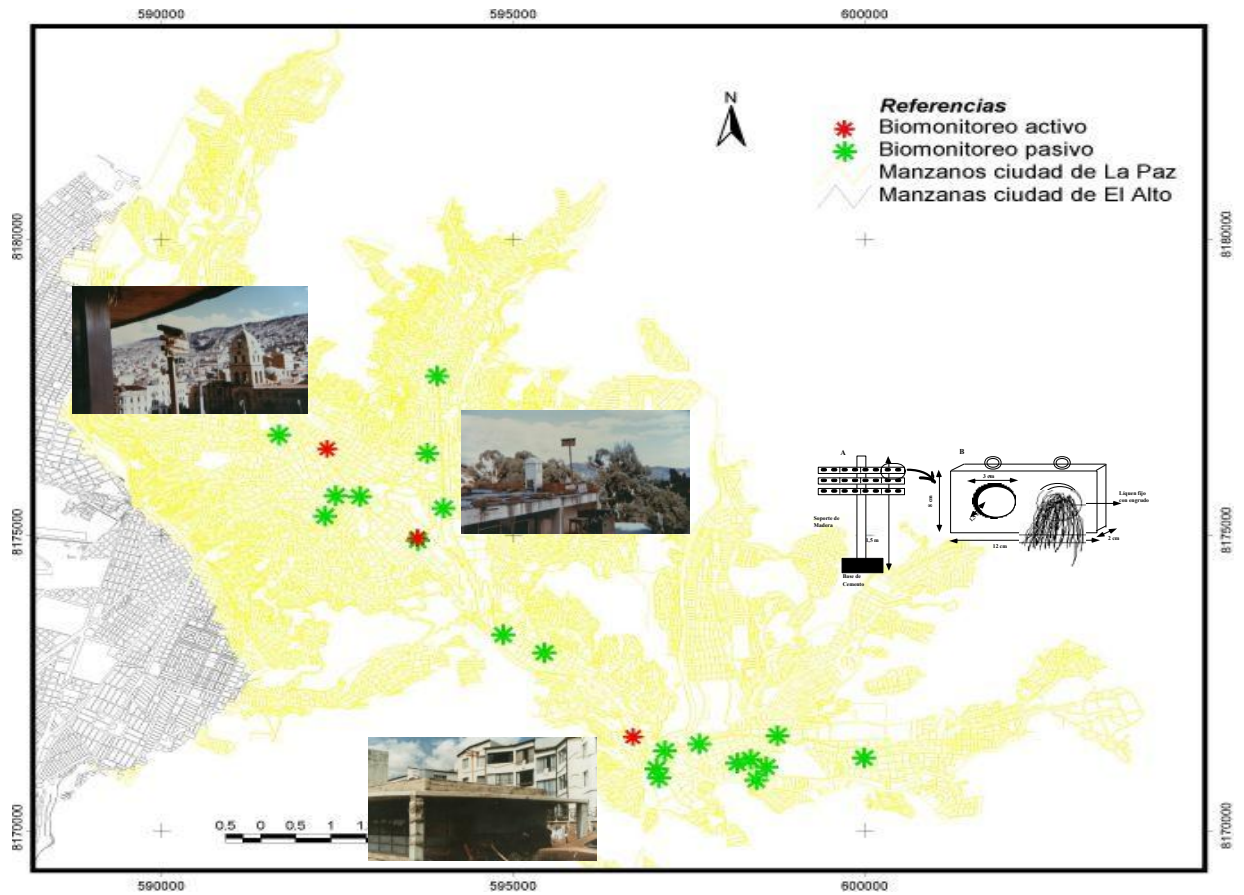 590000
595000
600000
N
Referencias
Biomonitoreo activo
Biomonitoreo pasivo
Manzanos ciudad de La Paz
Manzanas ciudad de El Alto
8180000
8180000
A
B
3 cm
8 cm
Liquen fijo
con engrudo
Soporte de
Madera
1,5 m
2 cm
12 cm
Base de
Cemento
8175000
8175000
0.5 0 0.5 1
8170000
8170000
590000
595000
600000